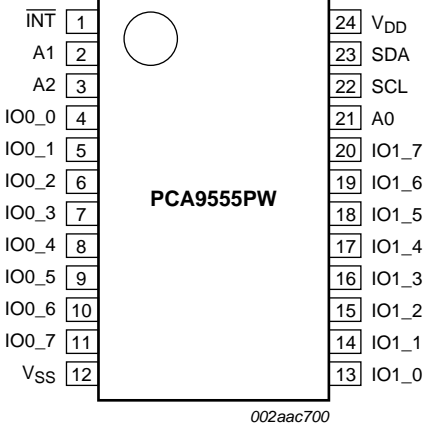 INT 1 24 VDD
A1 2 23 SDA
A2 3 22 SCL
IO0_0 4 21 A0
IO0_1 5 20 IO1_7
IO0_2 6 19 IO1_6
PCA9555PW
IO0_3 7 18 IO1_5
IO0_4 8 17 IO1_4
IO0_5 9 16 IO1_3
IO0_6 10 15 IO1_2
IO0_7 11 14 IO1_1
VSS 12 13 IO1_0
002aac700